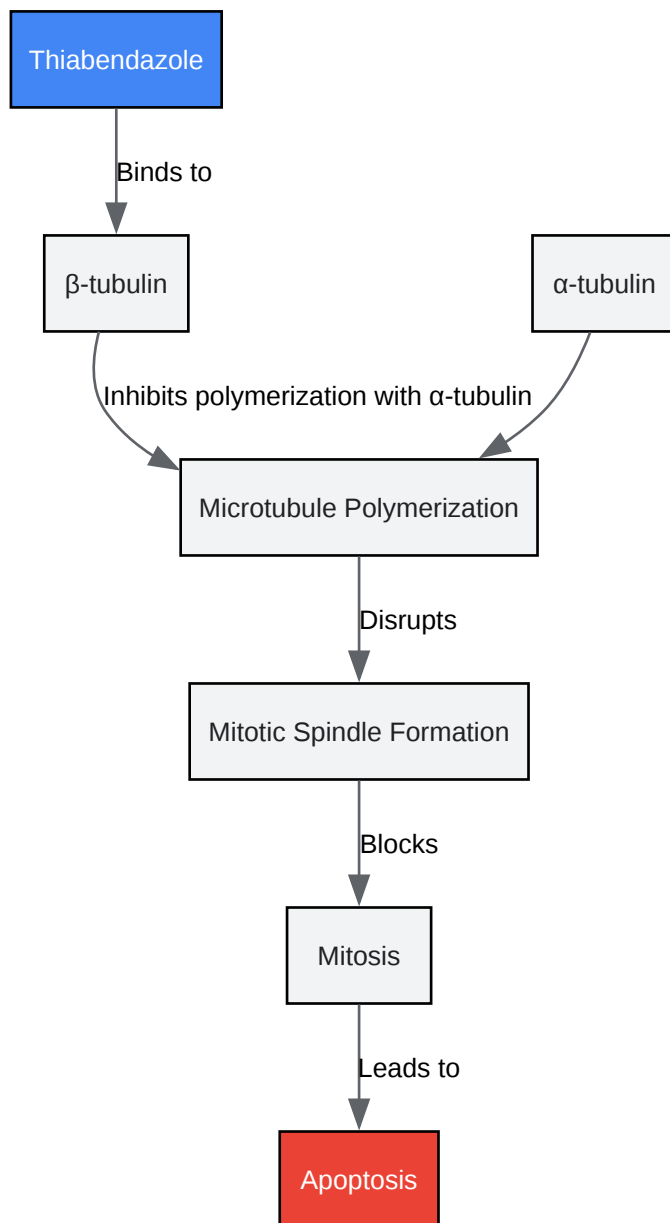 Thiabendazole
Binds to
β-tubulin
α-tubulin
Inhibits polymerization with α-tubulin
Microtubule Polymerization
Disrupts
Mitotic Spindle Formation
Blocks
Mitosis
Leads to
Apoptosis